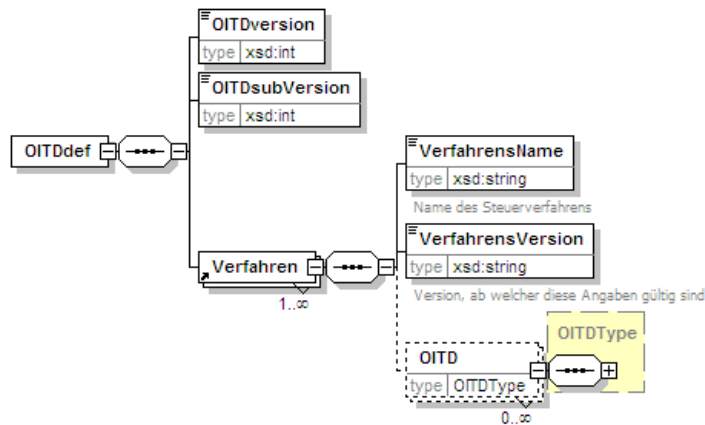 OITDversion
type xsd:int
OITDsubVersion
type xsd:int
OITDdef
VerfahrensName
type xsd:string
Name des Steuerverfahrens
VerfahrensVersion
type xsd:string
Version, ab welcher diese Angaben gültig sind
Verfahren
1..∞
OITDType
OITD
type OITDType
0..∞